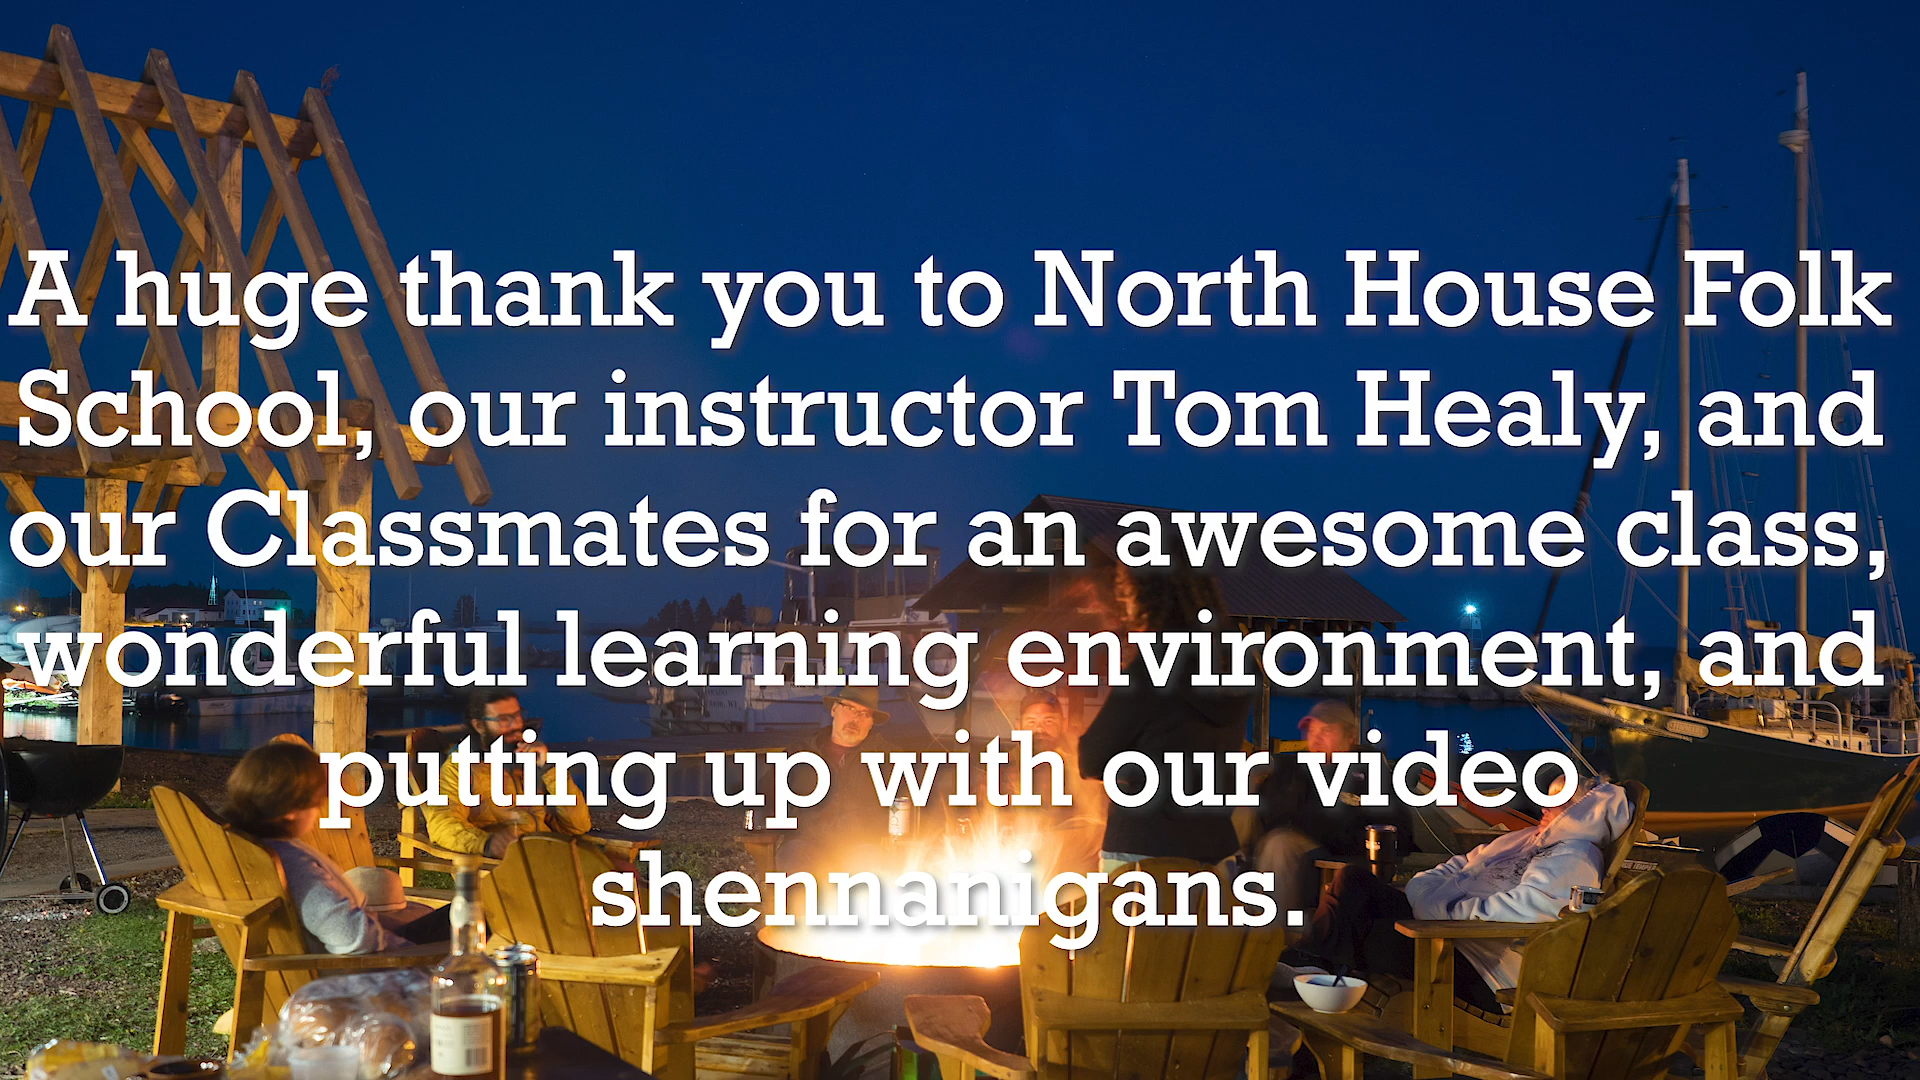 A huge thank you to North House Folk
School, our instructor Tom Healy, and
our Classmates for an awesome class,
wonderful learning environment, and
putting up with our video
shennanigans.